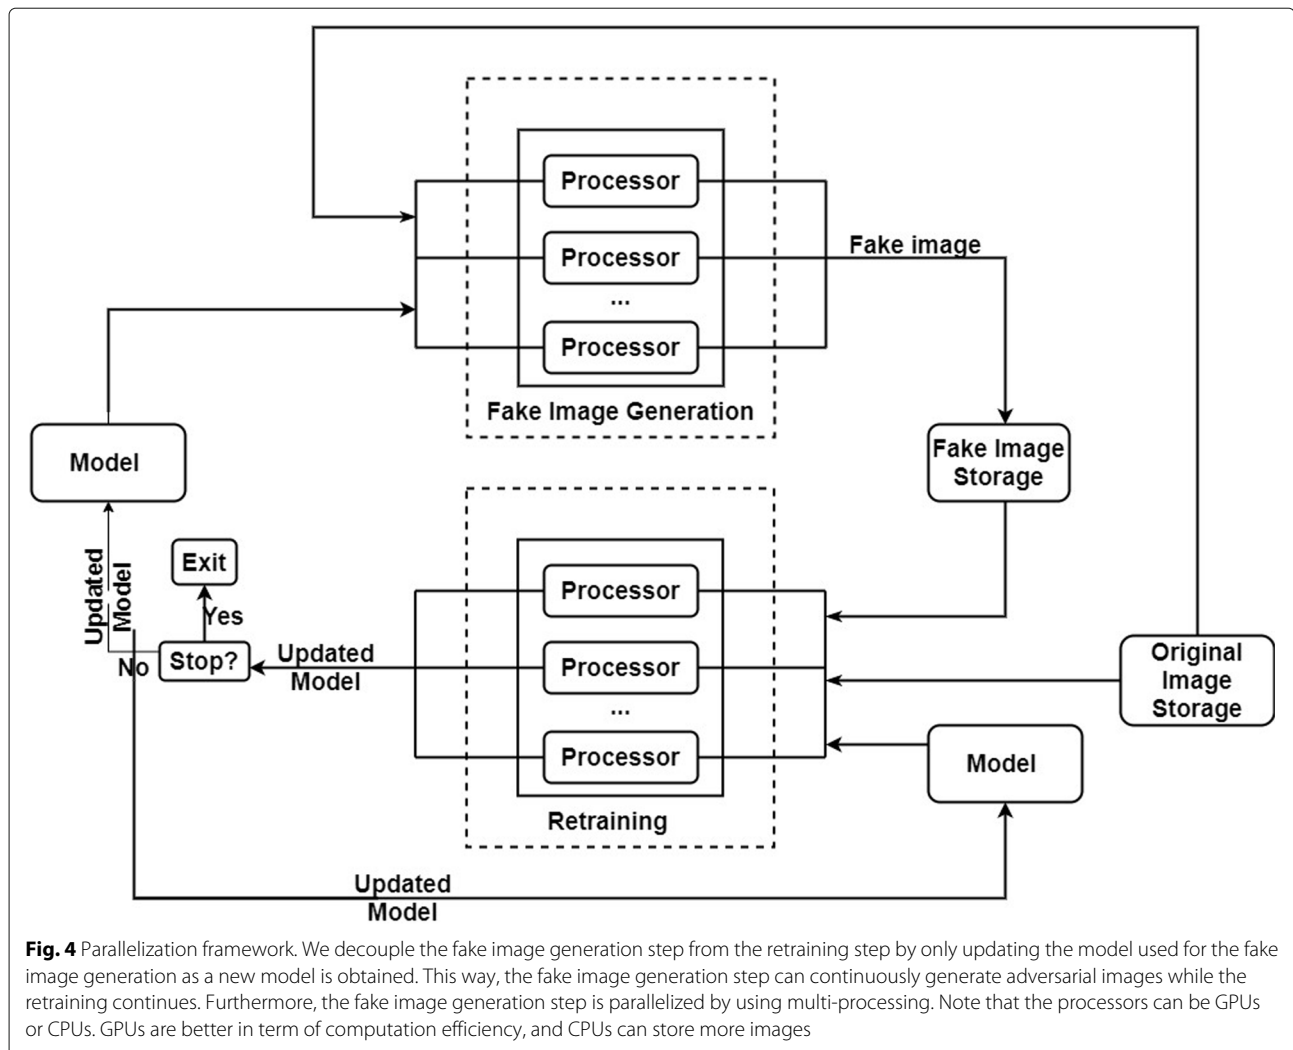 Processor
Processor
...
Processor
Fake Image Generation
Fake image
Model
Fake Image
Storage
Updated
Model
Exit
Yes
No
Stop?
Updated
Model
Processor
Processor
...
Processor
Retraining
Original
Image
Storage
Model
Updated
Model
Fig. 4 Parallelization framework. We decouple the fake image generation step from the retraining step by only updating the model used for the fake
image generation as a new model is obtained. This way, the fake image generation step can continuously generate adversarial images while the
retraining continues. Furthermore, the fake image generation step is parallelized by using multi-processing. Note that the processors can be GPUs
or CPUs. GPUs are better in term of computation efficiency, and CPUs can store more images